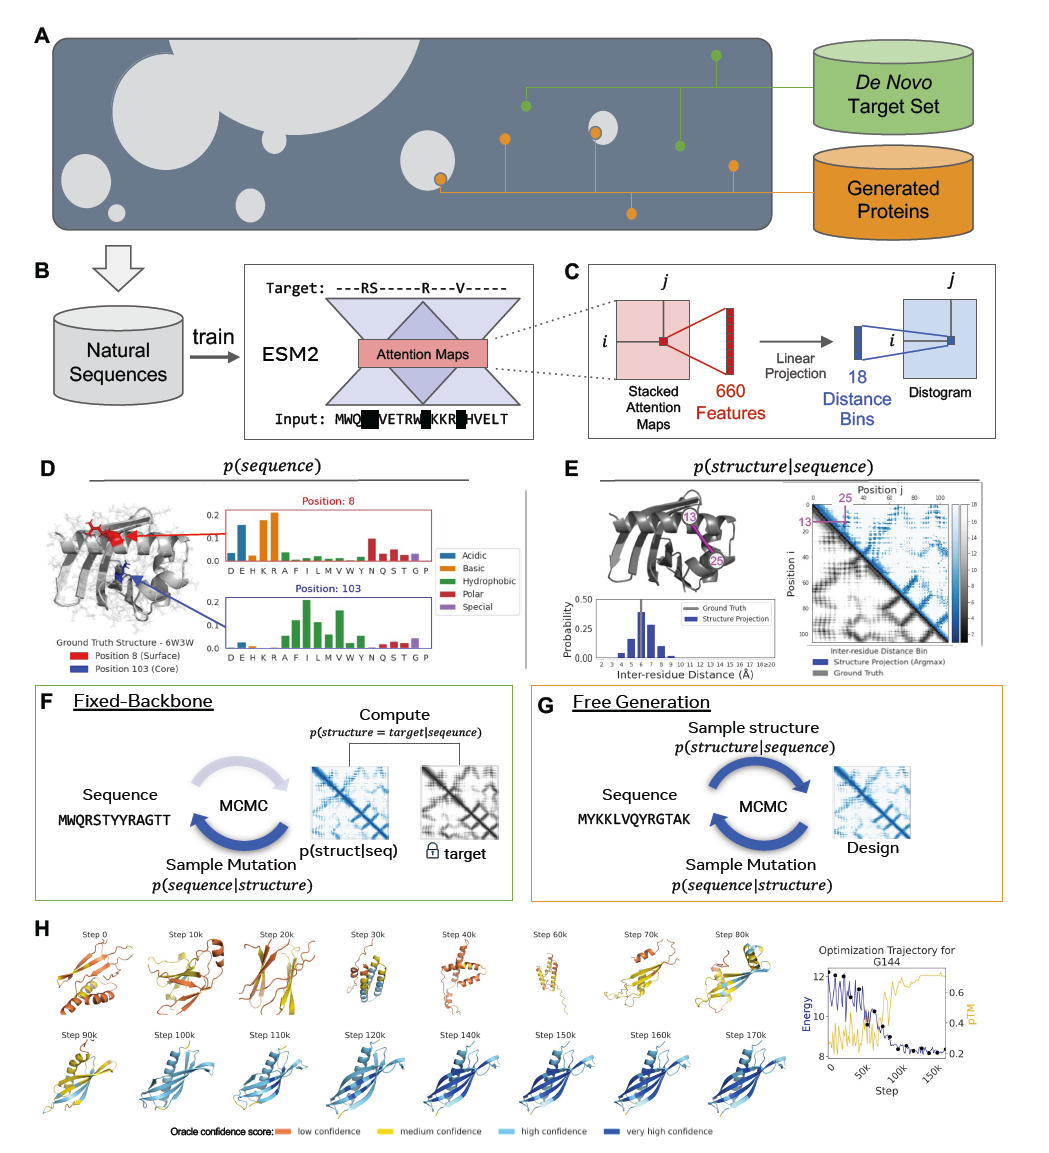 A
De Novo
Target Set
Generated
Proteins
B
Natural
Sequences
train
ESM2
Target: ---RS-----R---V-----
Attention Maps
Input: MWQ VETRW KKR HVELT
C
j
i
Stacked
Attention
Maps
660
Features
Linear
Projection
18
Distance
Bins
j
i
Distogram
D
p(sequence)
Position: 8
0.2
0.1
0.0
D E H K R A F I L M V W Y N Q S T G P
Position: 103
0.2
0.1
0.0
D E H K R A F I L M V W Y N Q S T G P
Acidic
Basic
Hydrophobic
Polar
Special
Ground Truth Structure - 6W3W
Position 8 (Surface)
Position 103 (Core)
E
p(structure|sequence)
13
25
Probability
0.50
0.25
0.00
Ground Truth
Structure Projection
2 3 4 5 6 7 8 9 10 11 12 13 14 15 16 17 18 ≥20
Inter-residue Distance (Å)
Position j
25
0 20 40 60 80 100
13
Position i
0
40
60
80
100
18
16
14
12
10
8
6
4
2
Inter-residue Distance Bin
Structure Projection (Argmax)
Ground Truth
F
Fixed-Backbone
Compute
p(structure = target|seqeunce)
Sequence
MWQRSTYYRAGTT
MCMC
p(struct|seq)
target
Sample Mutation
p(sequence|structure)
G
Free Generation
Sample structure
p(structure|sequence)
Sequence
MYKKLVQYRGTAK
MCMC
Design
Sample Mutation
p(sequence|structure)
H
Step 0
Step 10k
Step 20k
Step 30k
Step 40k
Step 60k
Step 70k
Step 80k
Step 90k
Step 100k
Step 110k
Step 120k
Step 140k
Step 150k
Step 160k
Step 170k
Oracle confidence score: low confidence medium confidence high confidence very high confidence
Optimization Trajectory for
G144
Energy
12
10
8
0.6
0.4
0.2
pTM
0 50k 100k 150k
Step